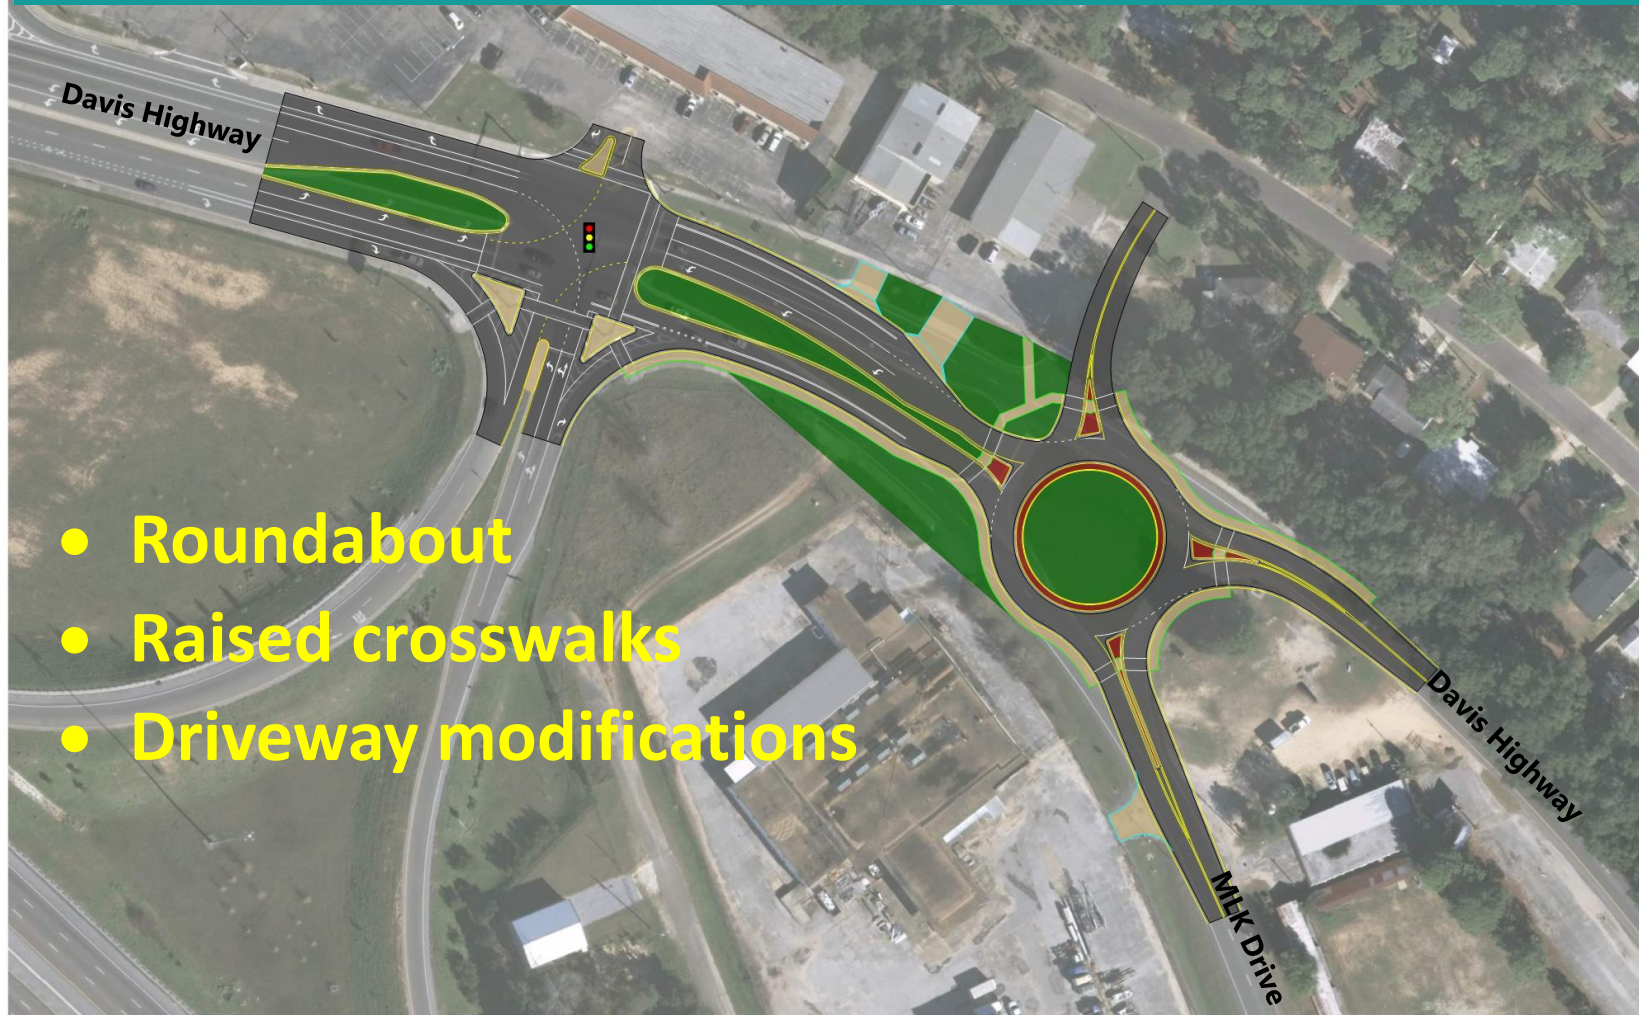 Davis Highway
• Roundabout
• Raised crosswalks
• Driveway modifications
Davis Highway
MLK Drive